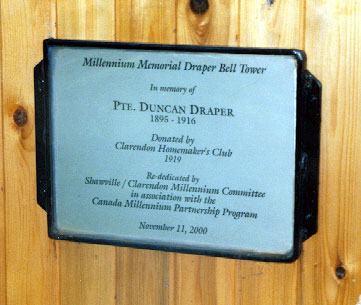 Millennium Memorial Draper Bell Tower
In memory of
PTE. DUNCAN DRAPER
1895 - 1916
Donated by
Clarendon Homemaker's Club
1919
Re-dedicated by
Shawville / Clarendon Millennium Committee
in association with the
Canada Millennium Partnership Program
November 11, 2000